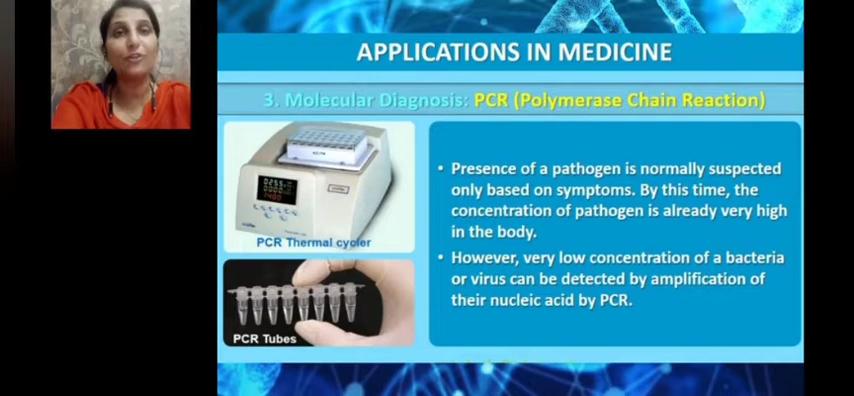 APPLICATIONS IN MEDICINE
3. Molecular Diagnosis: PCR (Polymerase Chain Reaction)
PCR Thermal cycler
PCR Tubes
• Presence of a pathogen is normally suspected
only based on symptoms. By this time, the
concentration of pathogen is already very high
in the body.
• However, very low concentration of a bacteria
or virus can be detected by amplification of
their nucleic acid by PCR.